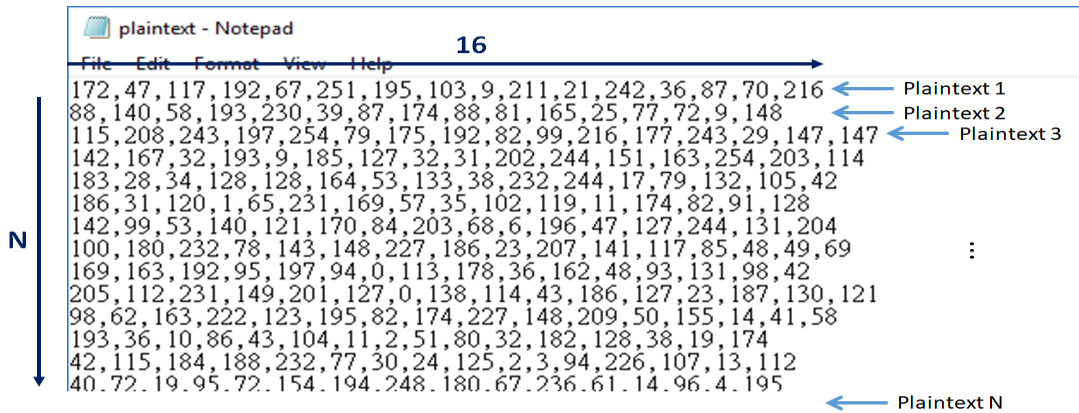 plaintext - Notepad
16
File Edit Format View Help
172,47,117,192,67,251,195,103,9,211,21,242,36,87,70,216 Plaintext 1
88,140,58,193,230,39,87,174,88,81,165,25,77,72,9,148 Plaintext 2
115,208,243,197,254,79,175,192,82,99,216,177,243,29,147,147 Plaintext 3
142,167,32,193,9,185,127,32,31,202,244,151,163,254,203,114
183,28,34,128,128,164,53,133,38,232,244,17,79,132,105,42
186,31,120,1,65,231,169,57,35,102,119,11,174,82,91,128
N
142,99,53,140,121,170,84,203,68,6,196,47,127,244,131,204
100,180,232,78,143,148,227,186,23,207,141,117,85,48,49,69
⋮
169,163,192,95,197,94,0,113,178,36,162,48,93,131,98,42
205,112,231,149,201,127,0,138,114,43,186,127,23,187,130,121
98,62,163,222,123,195,82,174,227,148,209,50,155,14,41,58
193,36,10,86,43,104,11,2,51,80,32,182,128,38,19,174
42,115,184,188,232,77,30,24,125,2,3,94,226,107,13,112
40,72,19,95,72,154,194,248,180,67,236,61,14,96,4,195
Plaintext N